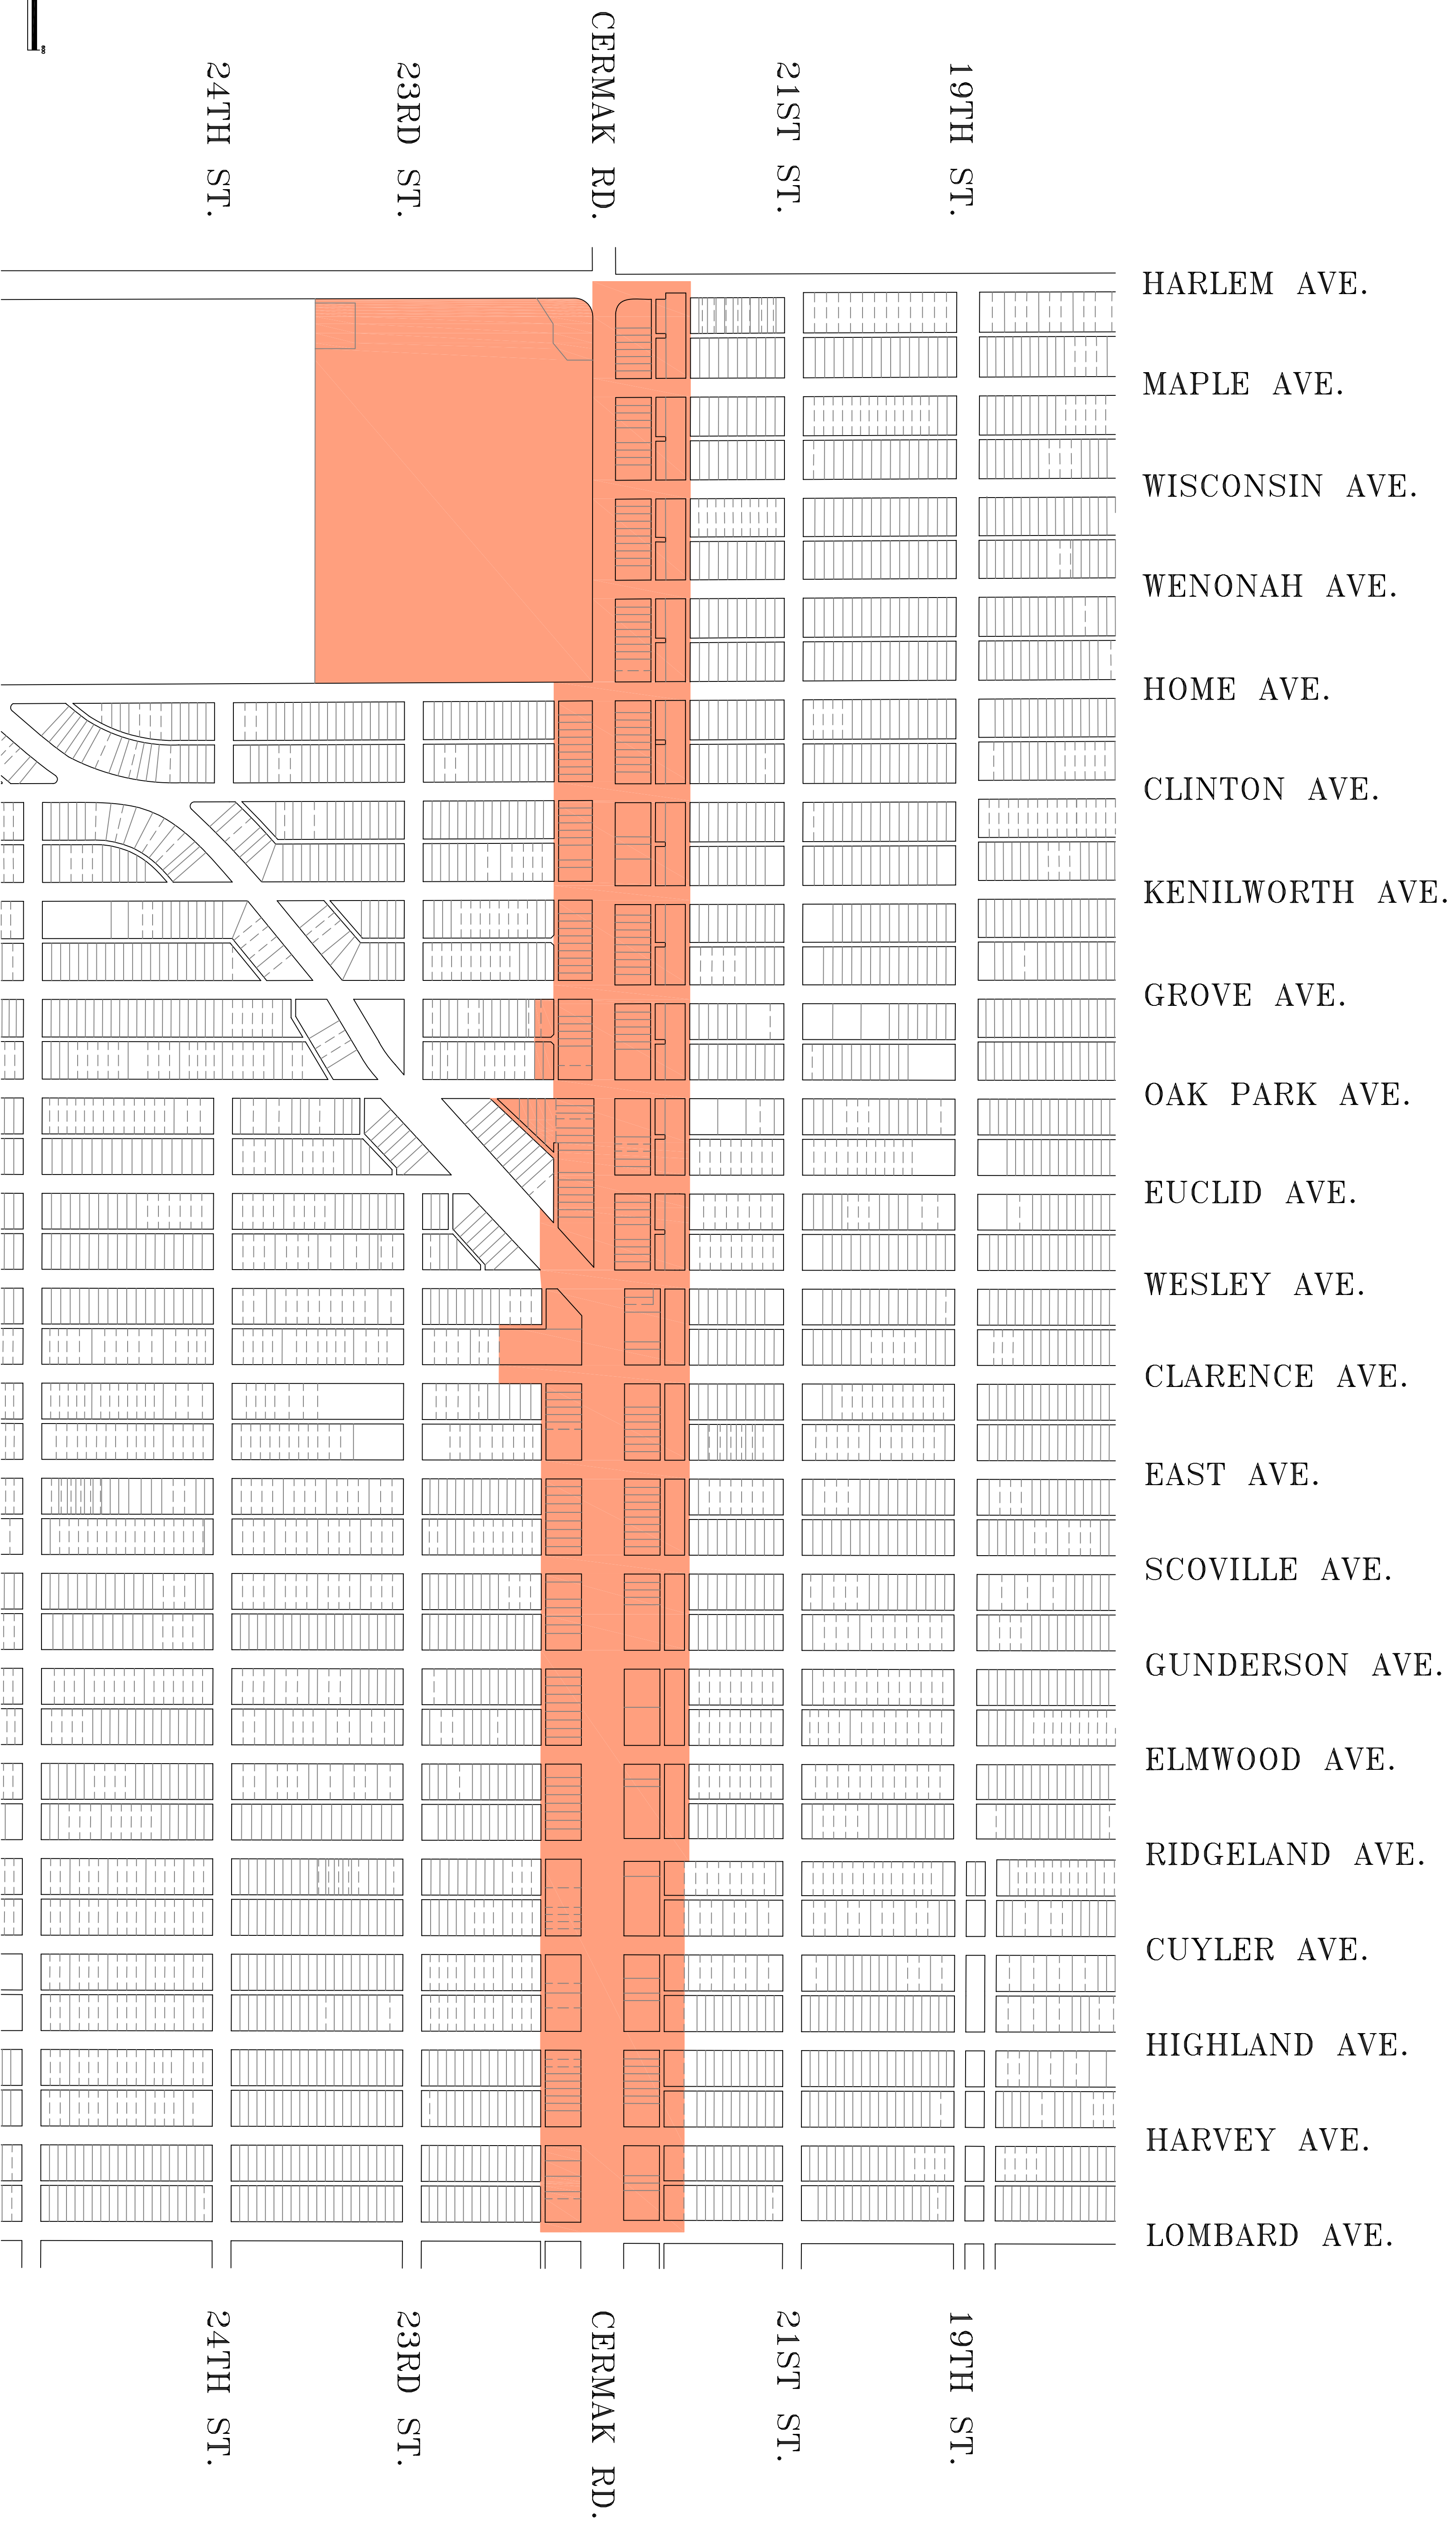 24TH ST.
23RD ST.
CERMAK RD.
21ST ST.
19TH ST.
HARLEM AVE.
MAPLE AVE.
WISCONSIN AVE.
WENONAH AVE.
HOME AVE.
CLINTON AVE.
KENILWORTH AVE.
GROVE AVE.
OAK PARK AVE.
EUCLID AVE.
WESLEY AVE.
CLARENCE AVE.
EAST AVE.
SCOVILLE AVE.
GUNDERSON AVE.
ELMWOOD AVE.
RIDGELAND AVE.
CUYLER AVE.
HIGHLAND AVE.
HARVEY AVE.
LOMBARD AVE.
24TH ST.
23RD ST.
CERMAK RD.
21ST ST.
19TH ST.